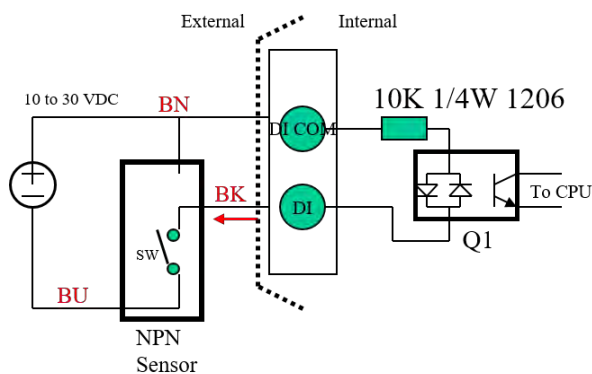 External
Internal
10 to 30 VDC
BN
10K 1/4W 1206
DI COM
BK
DI
To CPU
SW
Q1
BU
NPN
Sensor